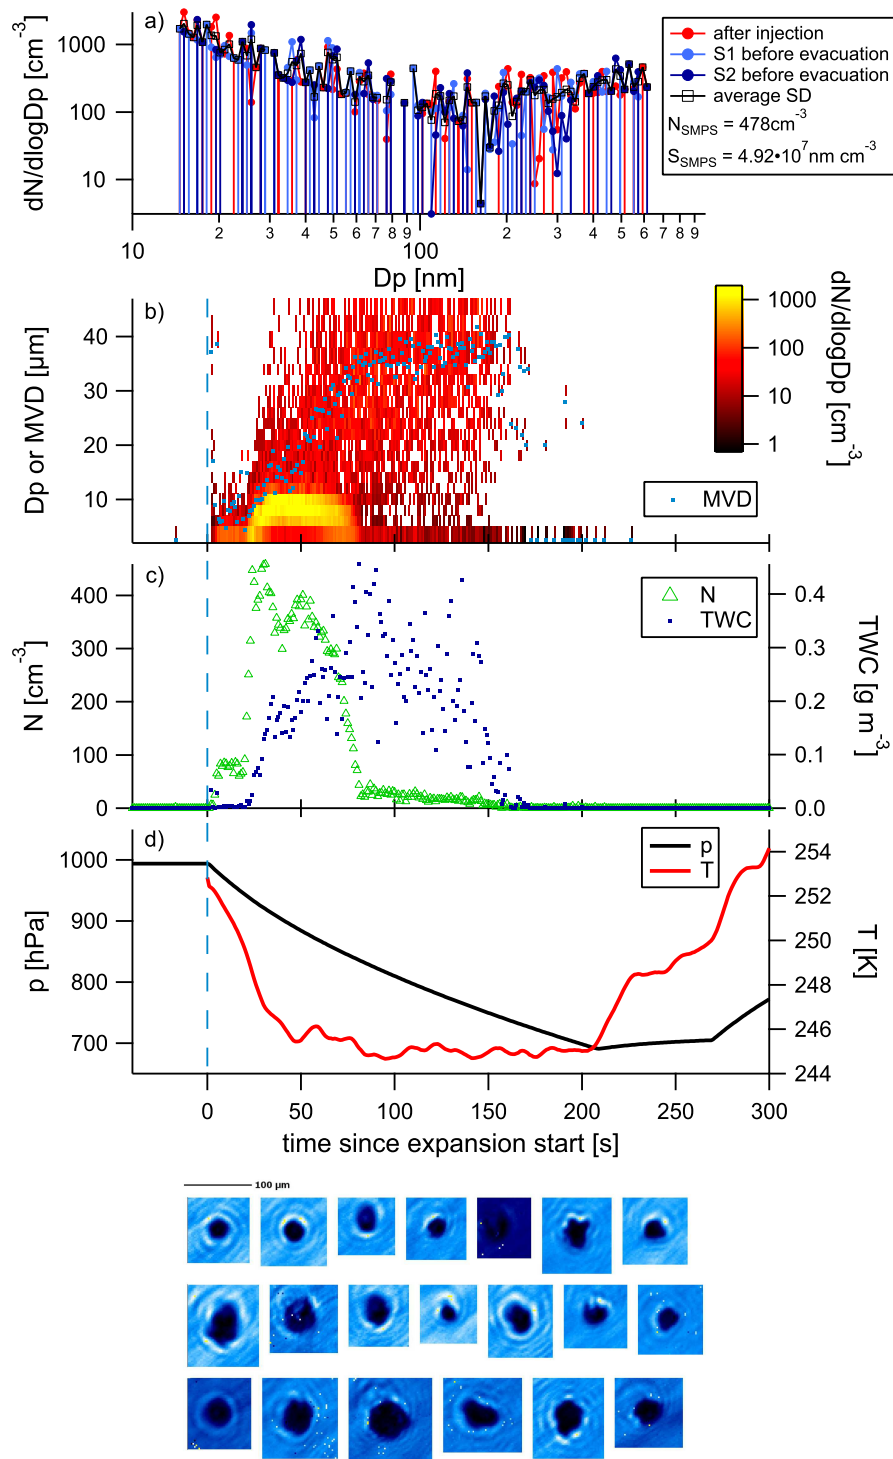 a)
dN/dlogDp [cm-3]
1000
100
10
after injection
S1 before evacuation
S2 before evacuation
average SD
NSMPS = 478cm-3
SSMPS = 4.92•10^7nm cm-3
2 3 4 5 6 7 8 9 2 3 4 5 6 7 8 9
10 100
Dp [nm]
b)
Dp or MVD [µm]
40
30
20
10
1000
100
10
1
dN/dlogDp [cm-3]
MVD
c)
N [cm-3]
400
300
200
100
0
N
TWC
0.4
0.3
0.2
0.1
0.0
TWC [g m-3]
d)
p [hPa]
1000
900
800
700
p
T
254
252
250
248
246
244
T [K]
0 50 100 150 200 250 300
time since expansion start [s]
100 µm